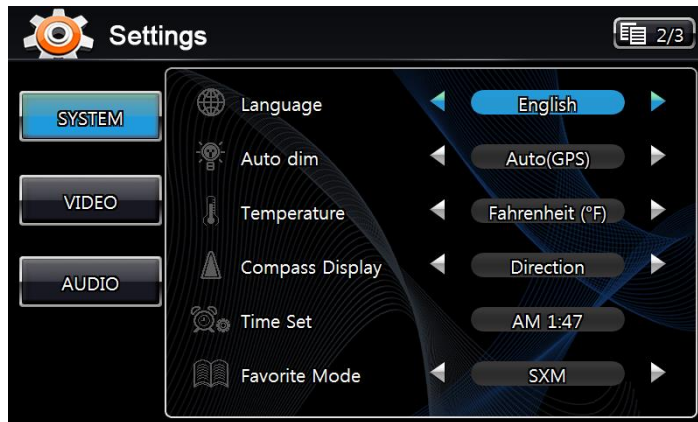 Settings
2/3
SYSTEM
VIDEO
AUDIO
Language English
Auto dim Auto(GPS)
Temperature Fahrenheit (°F)
Compass Display Direction
Time Set AM 1:47
Favorite Mode SXM